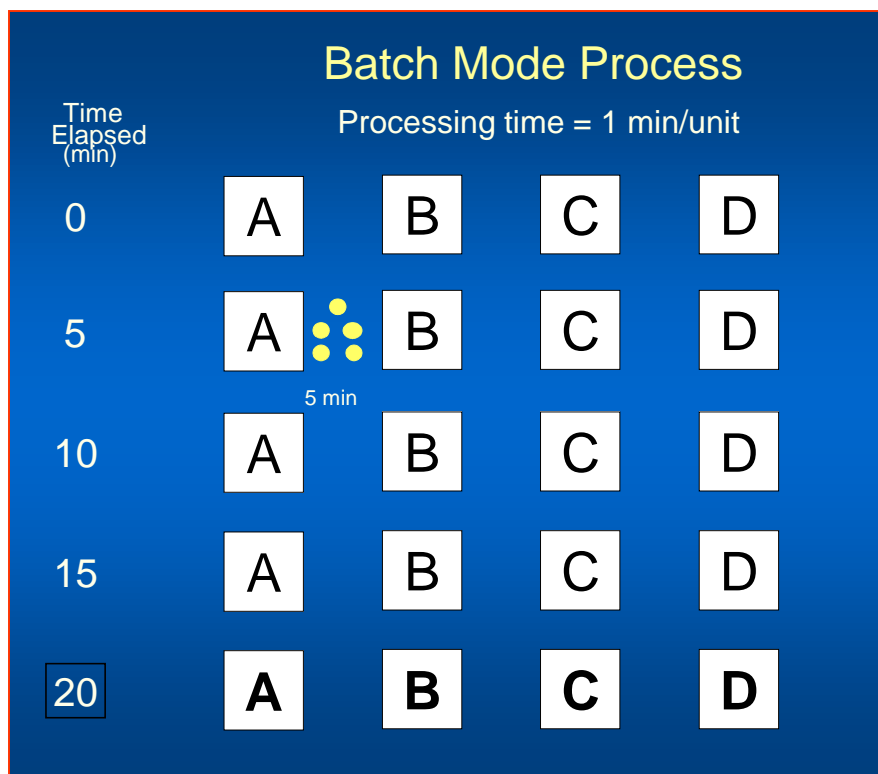 Batch Mode Process
Time
Elapsed
(min)
Processing time = 1 min/unit
0 A B C D
5 A B C D
5 min
10 A B C D
15 A B C D
20 A B C D